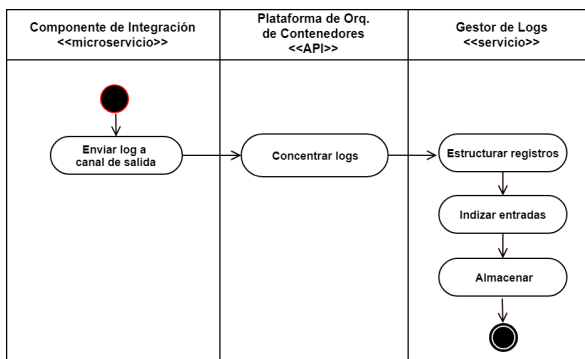 Componente de Integración
<<microservicio>>
Plataforma de Orq.
de Contenedores
<<API>>
Gestor de Logs
<<servicio>>
Enviar log a
canal de salida
Concentrar logs
Estructurar registros
Indizar entradas
Almacenar